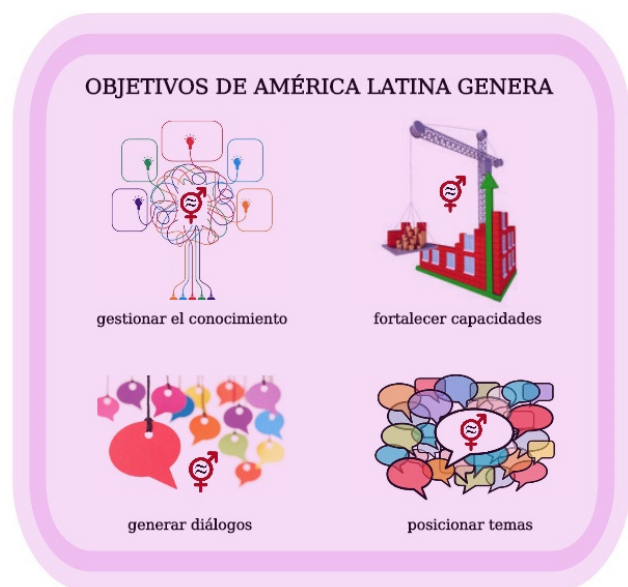 OBJETIVOS DE AMÉRICA LATINA GENERA
gestionar el conocimiento
fortalecer capacidades
generar diálogos
posicionar temas